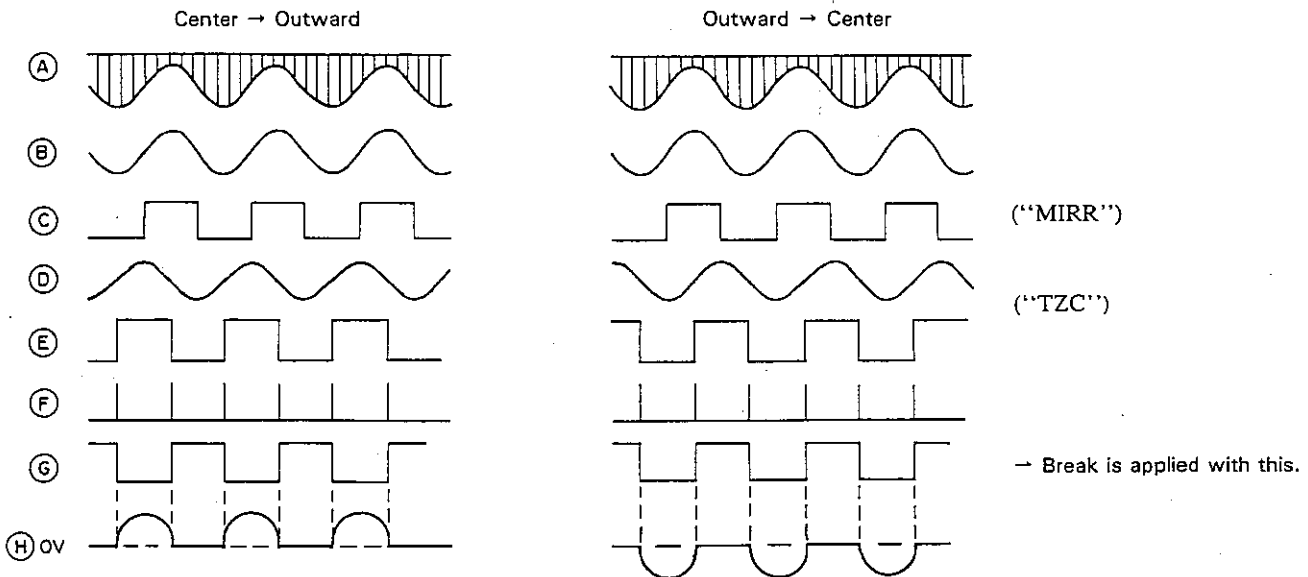 Center → Outward
Outward → Center
A
B
C
("MIRR")
D
("TZC")
E
F
G
→ Break is applied with this.
H OV